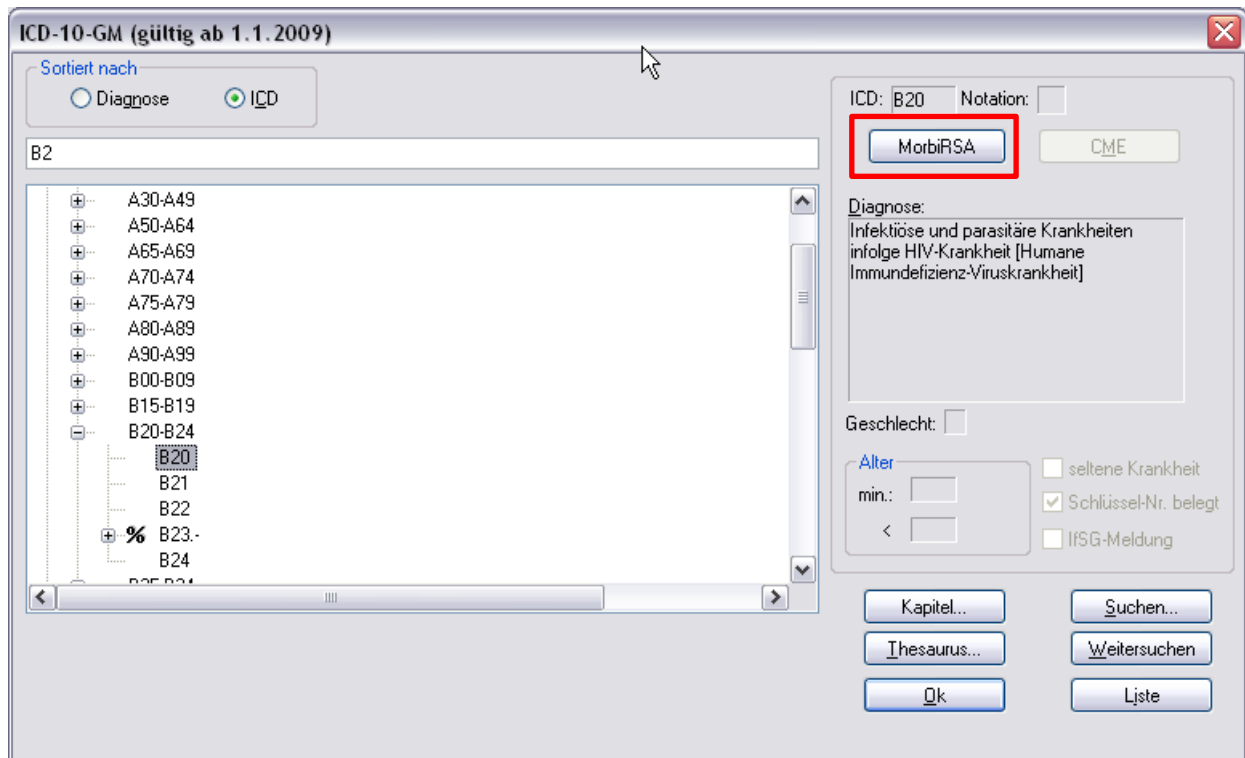 ICD-10-GM (gültig ab 1.1.2009)
Sortiert nach
Diagnose ICD
B2
A30-A49
A50-A64
A65-A69
A70-A74
A75-A79
A80-A89
A90-A99
B00-B09
B15-B19
B20-B24
B20
B21
B22
% B23.-
B24
ICD: B20 Notation:
MorbiRSA CME
Diagnose:
Infektiöse und parasitäre Krankheiten
infolge HIV-Krankheit [Humane
Immundefizienz-Viruskrankheit]
Geschlecht:
Alter
min.:
<
seltene Krankheit
Schlüssel-Nr. belegt
IfSG-Meldung
Kapitel... Suchen...
Thesaurus... Weitersuchen
Ok Liste